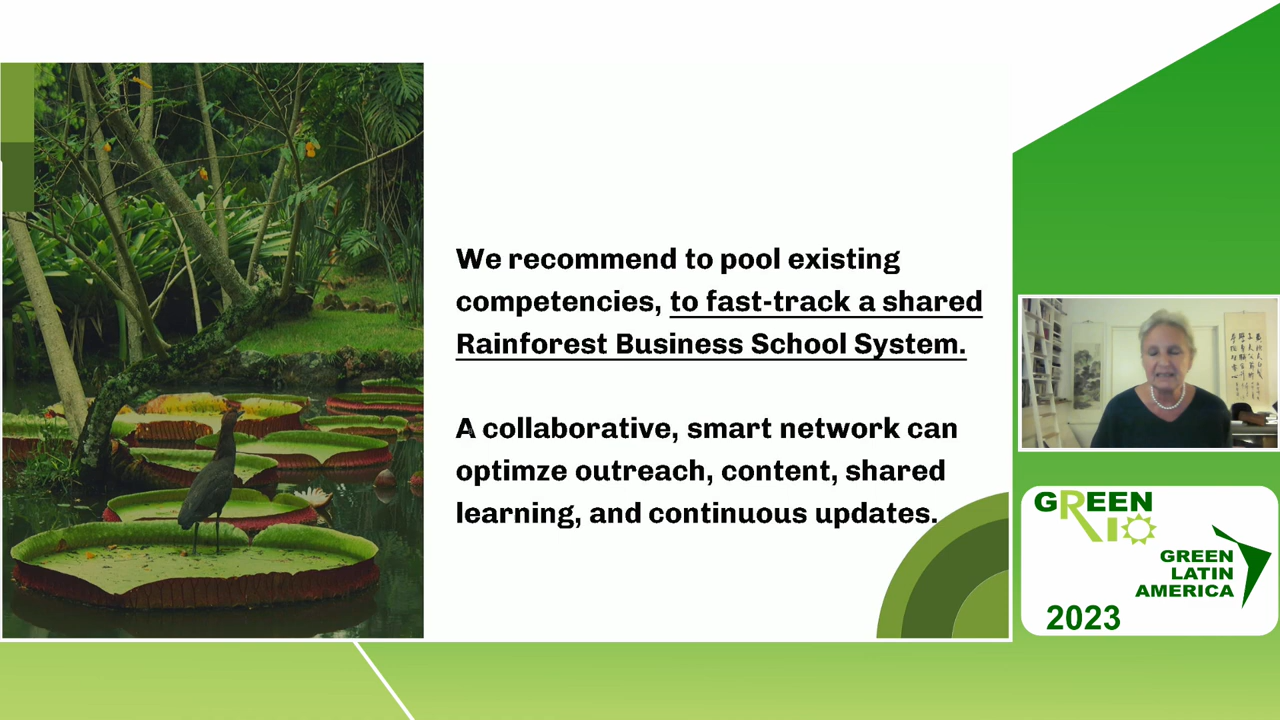 We recommend to pool existing
competencies, to fast-track a shared
Rainforest Business School System.
A collaborative, smart network can
optimze outreach, content, shared
learning, and continuous updates.
GREEN
RIO
GREEN
LATIN
AMERICA
2023